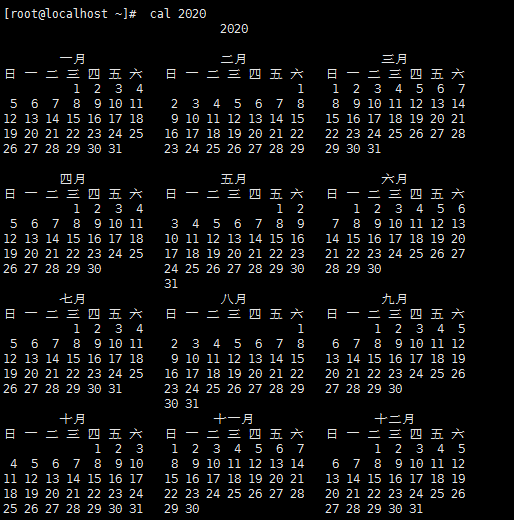 [root@localhost ~]#  cal 2020
                               2020

        一月                   二月                   三月
日 一 二 三 四 五 六   日 一 二 三 四 五 六   日 一 二 三 四 五 六
          1  2  3  4                      1    1  2  3  4  5  6  7
 5  6  7  8  9 10 11    2  3  4  5  6  7  8    8  9 10 11 12 13 14
12 13 14 15 16 17 18    9 10 11 12 13 14 15   15 16 17 18 19 20 21
19 20 21 22 23 24 25   16 17 18 19 20 21 22   22 23 24 25 26 27 28
26 27 28 29 30 31      23 24 25 26 27 28 29   29 30 31

        四月                   五月                   六月
日 一 二 三 四 五 六   日 一 二 三 四 五 六   日 一 二 三 四 五 六
          1  2  3  4                   1  2       1  2  3  4  5  6
 5  6  7  8  9 10 11    3  4  5  6  7  8  9    7  8  9 10 11 12 13
12 13 14 15 16 17 18   10 11 12 13 14 15 16   14 15 16 17 18 19 20
19 20 21 22 23 24 25   17 18 19 20 21 22 23   21 22 23 24 25 26 27
26 27 28 29 30         24 25 26 27 28 29 30   28 29 30
                       31
        七月                   八月                   九月
日 一 二 三 四 五 六   日 一 二 三 四 五 六   日 一 二 三 四 五 六
          1  2  3  4                      1          1  2  3  4  5
 5  6  7  8  9 10 11    2  3  4  5  6  7  8    6  7  8  9 10 11 12
12 13 14 15 16 17 18    9 10 11 12 13 14 15   13 14 15 16 17 18 19
19 20 21 22 23 24 25   16 17 18 19 20 21 22   20 21 22 23 24 25 26
26 27 28 29 30 31      23 24 25 26 27 28 29   27 28 29 30
                       30 31
        十月                  十一月                 十二月
日 一 二 三 四 五 六   日 一 二 三 四 五 六   日 一 二 三 四 五 六
             1  2  3    1  2  3  4  5  6  7          1  2  3  4  5
 4  5  6  7  8  9 10    8  9 10 11 12 13 14    6  7  8  9 10 11 12
11 12 13 14 15 16 17   15 16 17 18 19 20 21   13 14 15 16 17 18 19
18 19 20 21 22 23 24   22 23 24 25 26 27 28   20 21 22 23 24 25 26
25 26 27 28 29 30 31   29 30                  27 28 29 30 31